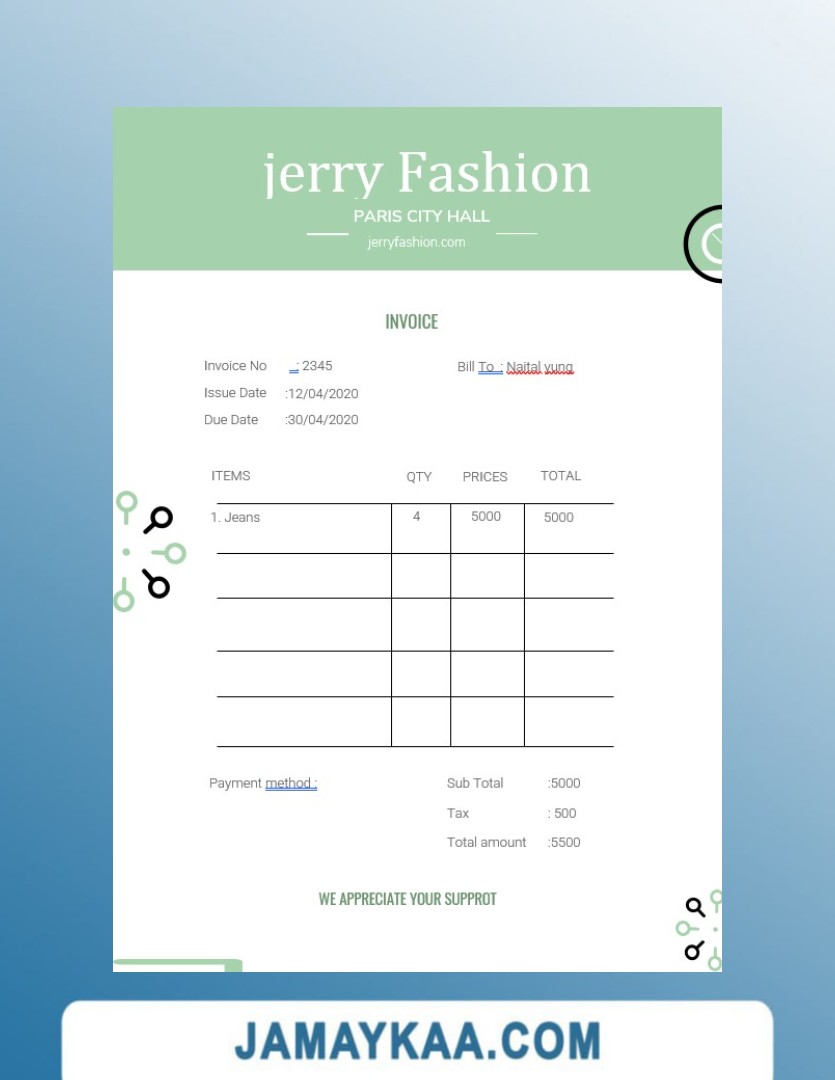 jerry Fashion
PARIS CITY HALL
jerryfashion.com
INVOICE
Invoice No : 2345
Bill To : Naital yung
Issue Date :12/04/2020
Due Date :30/04/2020
ITEMS QTY PRICES TOTAL
1. Jeans 4 5000 5000
Payment method :
Sub Total :5000
Tax : 500
Total amount :5500
WE APPRECIATE YOUR SUPPROT
JAMAYKAA.COM